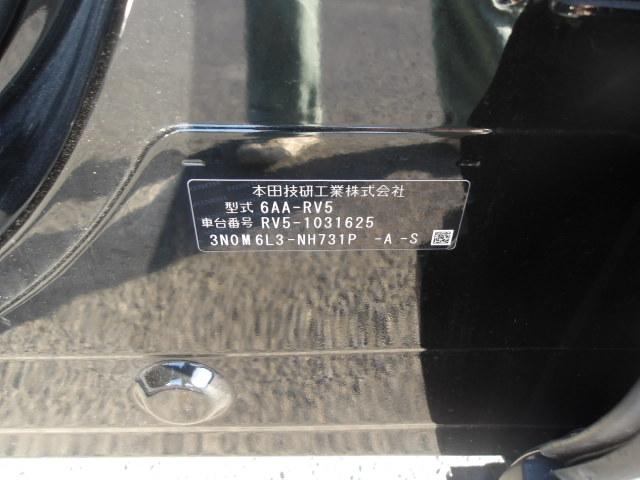 本田技研工業株式会社
型式 6AA-RV5
車台番号 RV5-1031625
3N0M6L3-NH731P -A-S